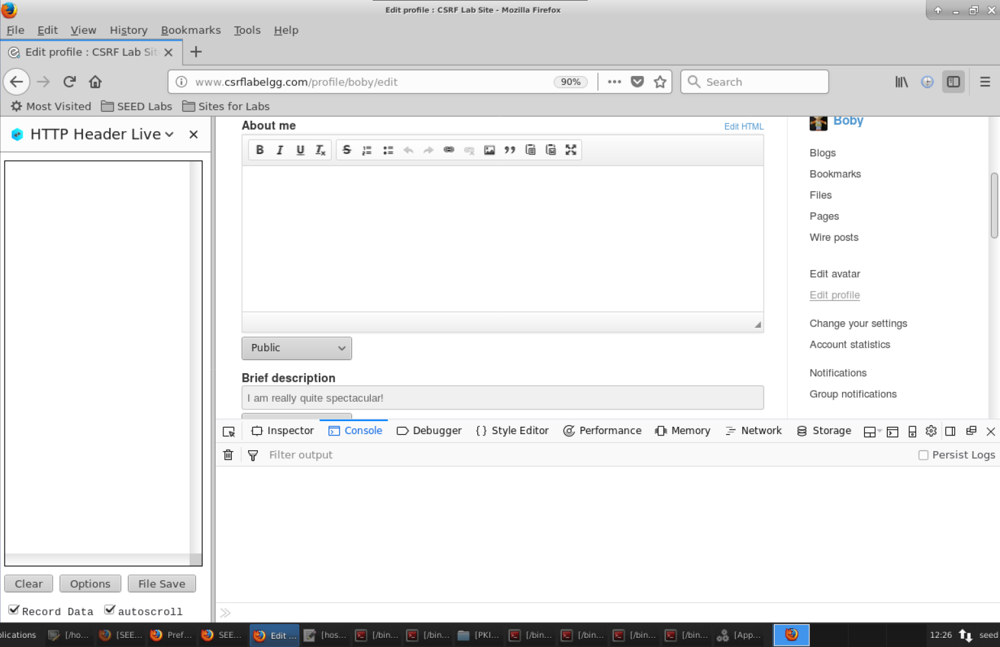 Edit profile : CSRF Lab Site - Mozilla Firefox
File Edit View History Bookmarks Tools Help
Edit profile : CSRF Lab Sit
www.csrflabelgg.com/profile/boby/edit 90% ••• Search
Most Visited SEED Labs Sites for Labs
HTTP Header Live
Clear Options File Save
Record Data autoscroll
About me Edit HTML
B I U Tx S
Public
Brief description
I am really quite spectacular!
Boby
Blogs
Bookmarks
Files
Pages
Wire posts
Edit avatar
Edit profile
Change your settings
Account statistics
Notifications
Group notifications
Inspector Console Debugger { } Style Editor Performance Memory Network Storage
Filter output Persist Logs
plications [/ho... [SEE... Pref... SEE... Edit ... [hos... [/bin... [/bin... [PKI... [/bin... [/bin... [/bin... [/bin... [App... 12:26 seed